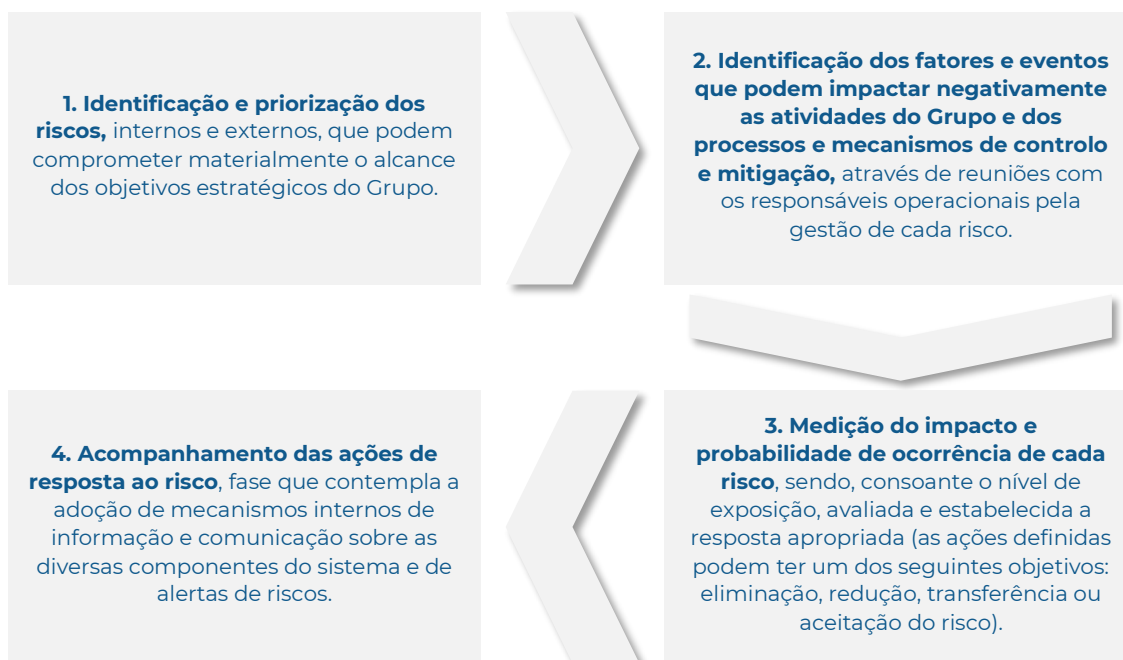 1. Identificação e priorização dos
riscos, internos e externos, que podem
comprometer materialmente o alcance
dos objetivos estratégicos do Grupo.
2. Identificação dos fatores e eventos
que podem impactar negativamente
as atividades do Grupo e dos
processos e mecanismos de controlo
e mitigação, através de reuniões com
os responsáveis operacionais pela
gestão de cada risco.
3. Medição do impacto e
probabilidade de ocorrência de cada
risco, sendo, consoante o nível de
exposição, avaliada e estabelecida a
resposta apropriada (as ações definidas
podem ter um dos seguintes objetivos:
eliminação, redução, transferência ou
aceitação do risco).
4. Acompanhamento das ações de
resposta ao risco, fase que contempla a
adoção de mecanismos internos de
informação e comunicação sobre as
diversas componentes do sistema e de
alertas de riscos.